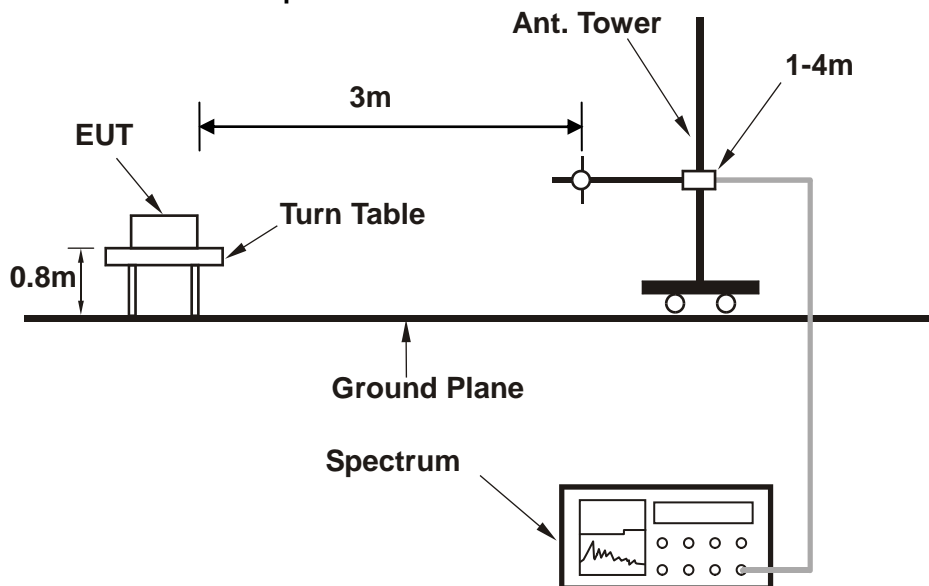 Ant. Tower
1-4m
3m
EUT
Turn Table
0.8m
Ground Plane
Spectrum